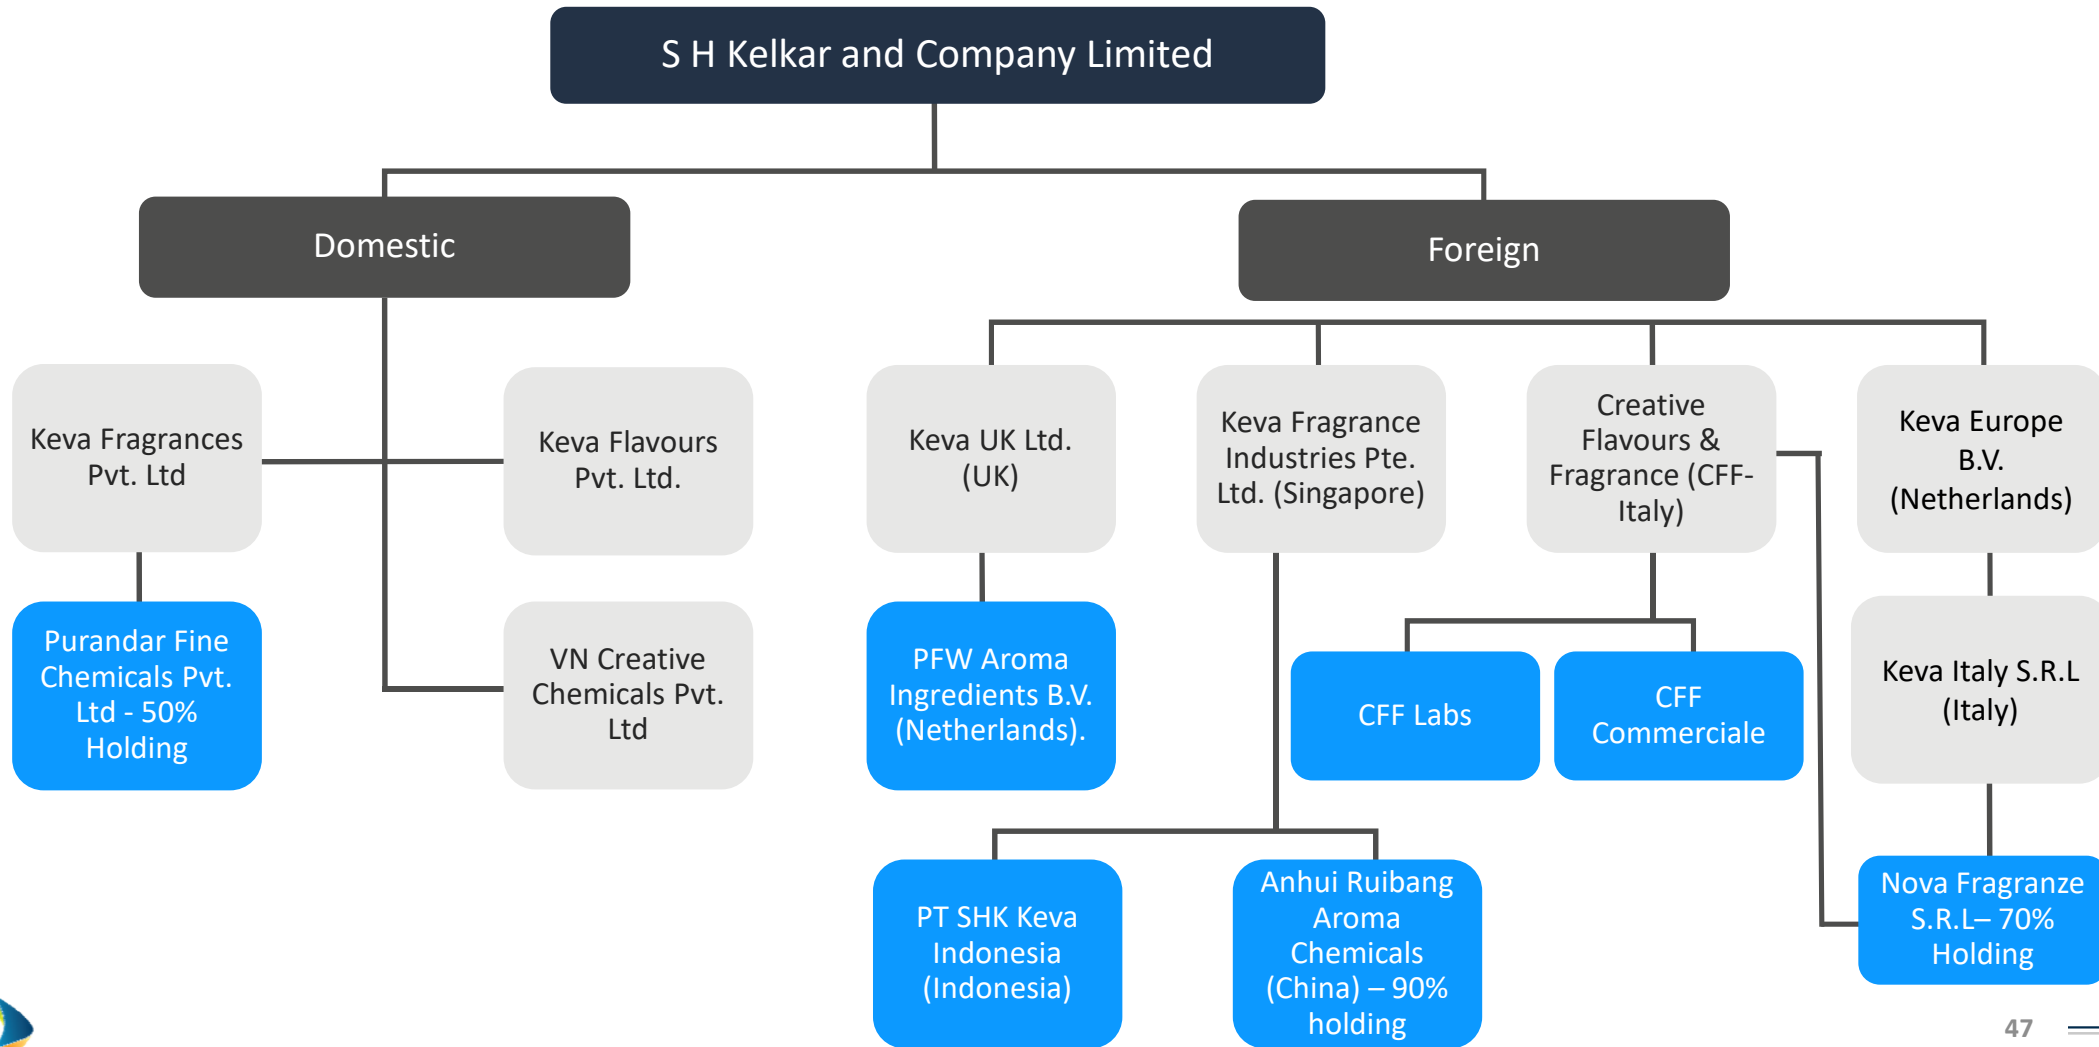 S H Kelkar and Company Limited
Domestic
Foreign
Keva Fragrances
Pvt. Ltd
Keva Flavours
Pvt. Ltd.
Keva UK Ltd.
(UK)
Keva Fragrance
Industries Pte.
Ltd. (Singapore)
Creative
Flavours &
Fragrance (CFF-
Italy)
Keva Europe
B.V.
(Netherlands)
Purandar Fine
Chemicals Pvt.
Ltd - 50%
Holding
VN Creative
Chemicals Pvt.
Ltd
PFW Aroma
Ingredients B.V.
(Netherlands).
CFF Labs
CFF
Commerciale
Keva Italy S.R.L
(Italy)
PT SHK Keva
Indonesia
(Indonesia)
Anhui Ruibang
Aroma
Chemicals
(China) – 90%
holding
Nova Fragranze
S.R.L– 70%
Holding
47